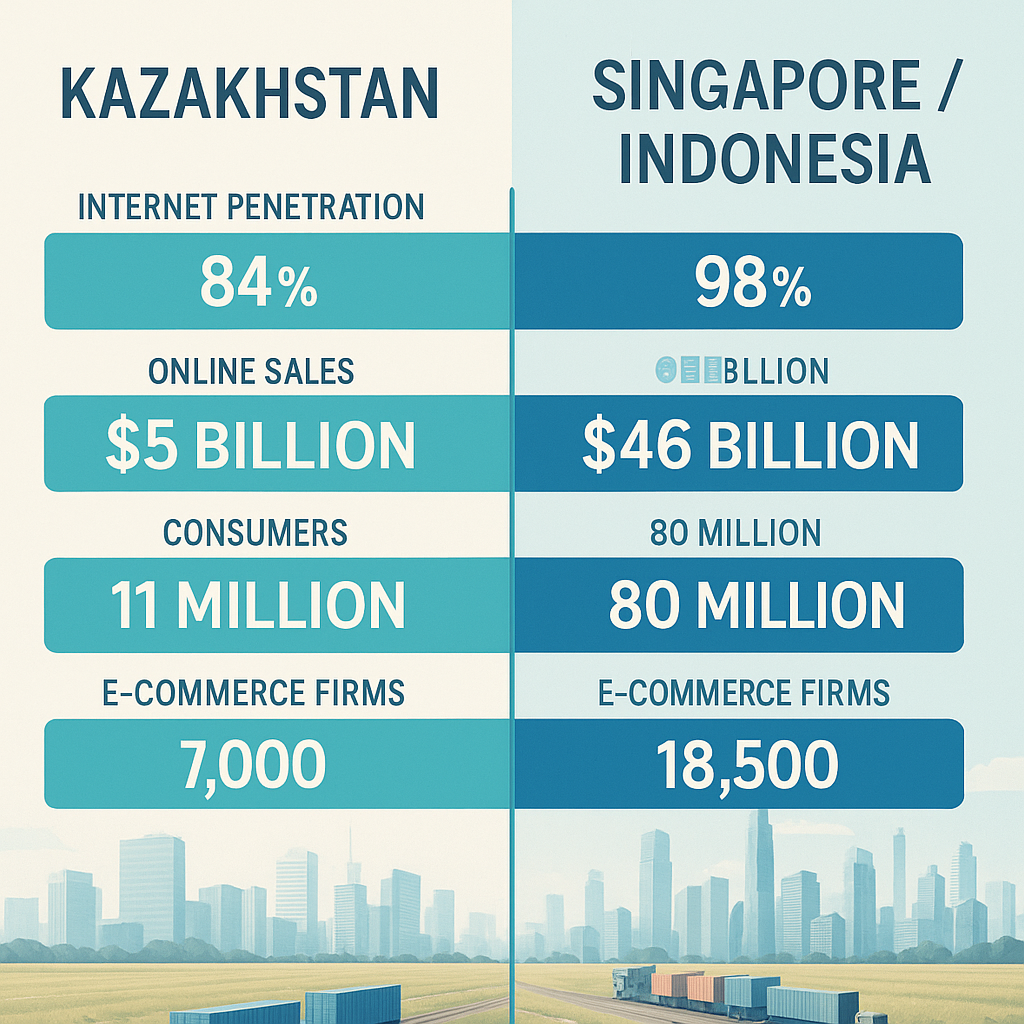 KAZAKHSTAN
SINGAPORE /
INDONESIA
INTERNET PENETRATION
84%
98%
ONLINE SALES
BLLION
$5 BILLION
$46 BILLION
CONSUMERS
80 MILLION
11 MILLION
80 MILLION
E-COMMERCE FIRMS
E-COMMERCE FIRMS
7,000
18,500